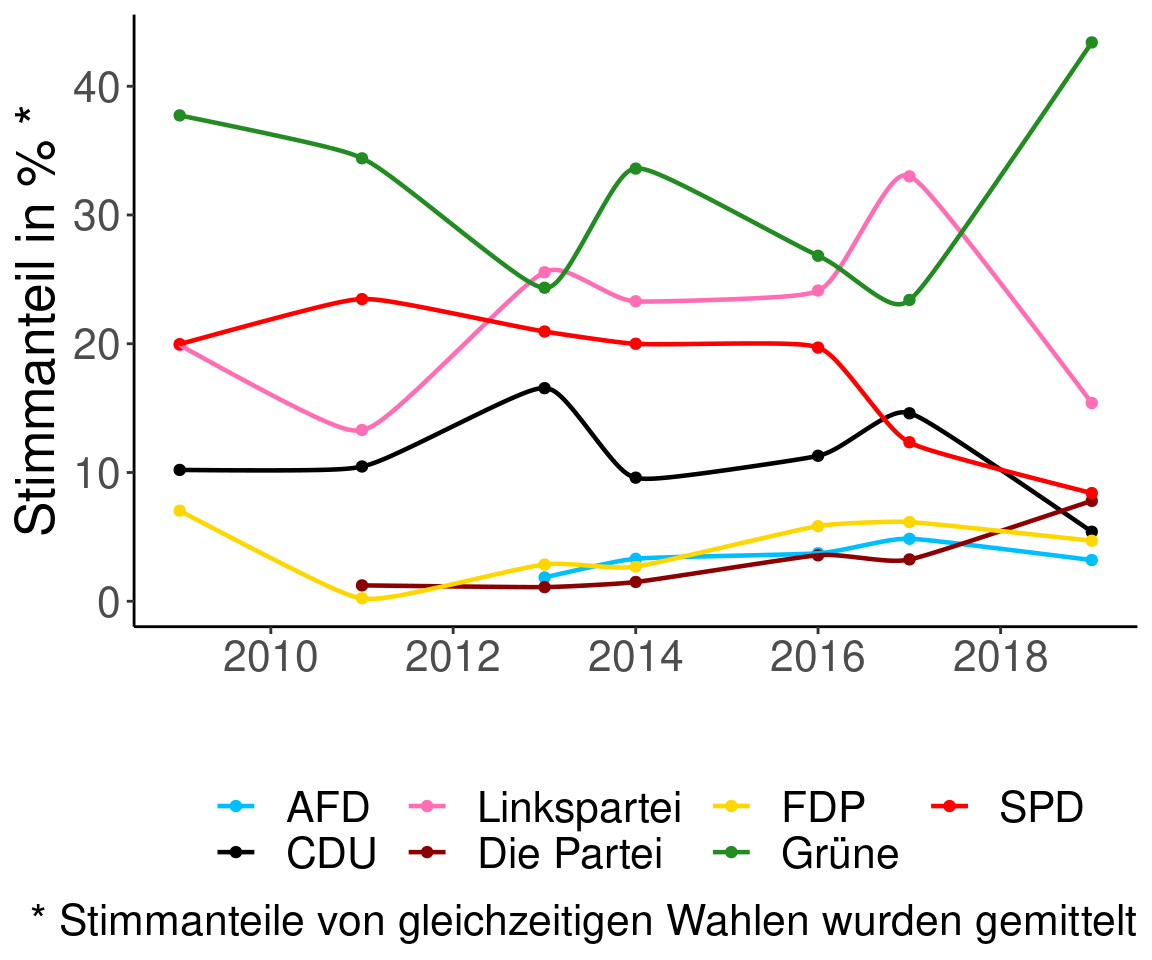 Stimmanteil in % *
40
30
20
10
0
2010 2012 2014 2016 2018
AFD Linkspartei FDP SPD
CDU Die Partei Grüne
* Stimmanteile von gleichzeitigen Wahlen wurden gemittelt